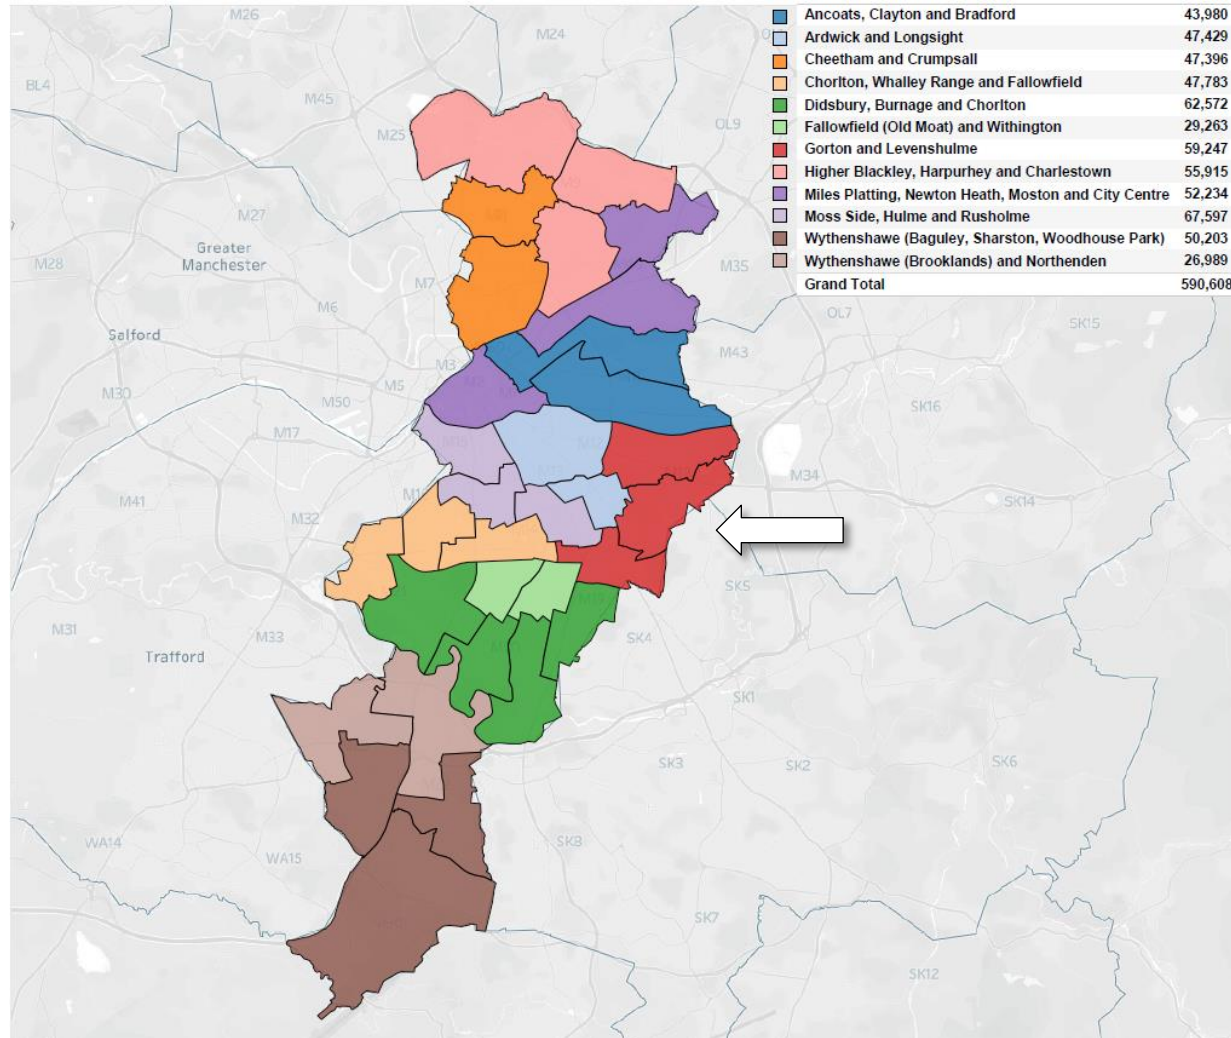 Ancoats, Clayton and Bradford 43,980
Ardwick and Longsight 47,429
Cheetham and Crumpsall 47,396
Chorlton, Whalley Range and Fallowfield 47,783
Didsbury, Burnage and Chorlton 62,572
Fallowfield (Old Moat) and Withington 29,263
Gorton and Levenshulme 59,247
Higher Blackley, Harpurhey and Charlestown 55,915
Miles Platting, Newton Heath, Moston and City Centre 52,234
Moss Side, Hulme and Rusholme 67,597
Wythenshawe (Baguley, Sharston, Woodhouse Park) 50,203
Wythenshawe (Brooklands) and Northenden 26,989
Grand Total 590,608
M26
M24
BL4
M45
M25
OL9
M27
Greater
Manchester
M28
M35
M7
M6
OL7
SK15
Salford
M3
M43
M30
M5
M50
SK16
M17
M34
M41
SK14
M32
SK5
M31
M33
SK4
Trafford
SK1
SK3
SK2
SK6
WA14
WA15
SK8
SK7
SK12